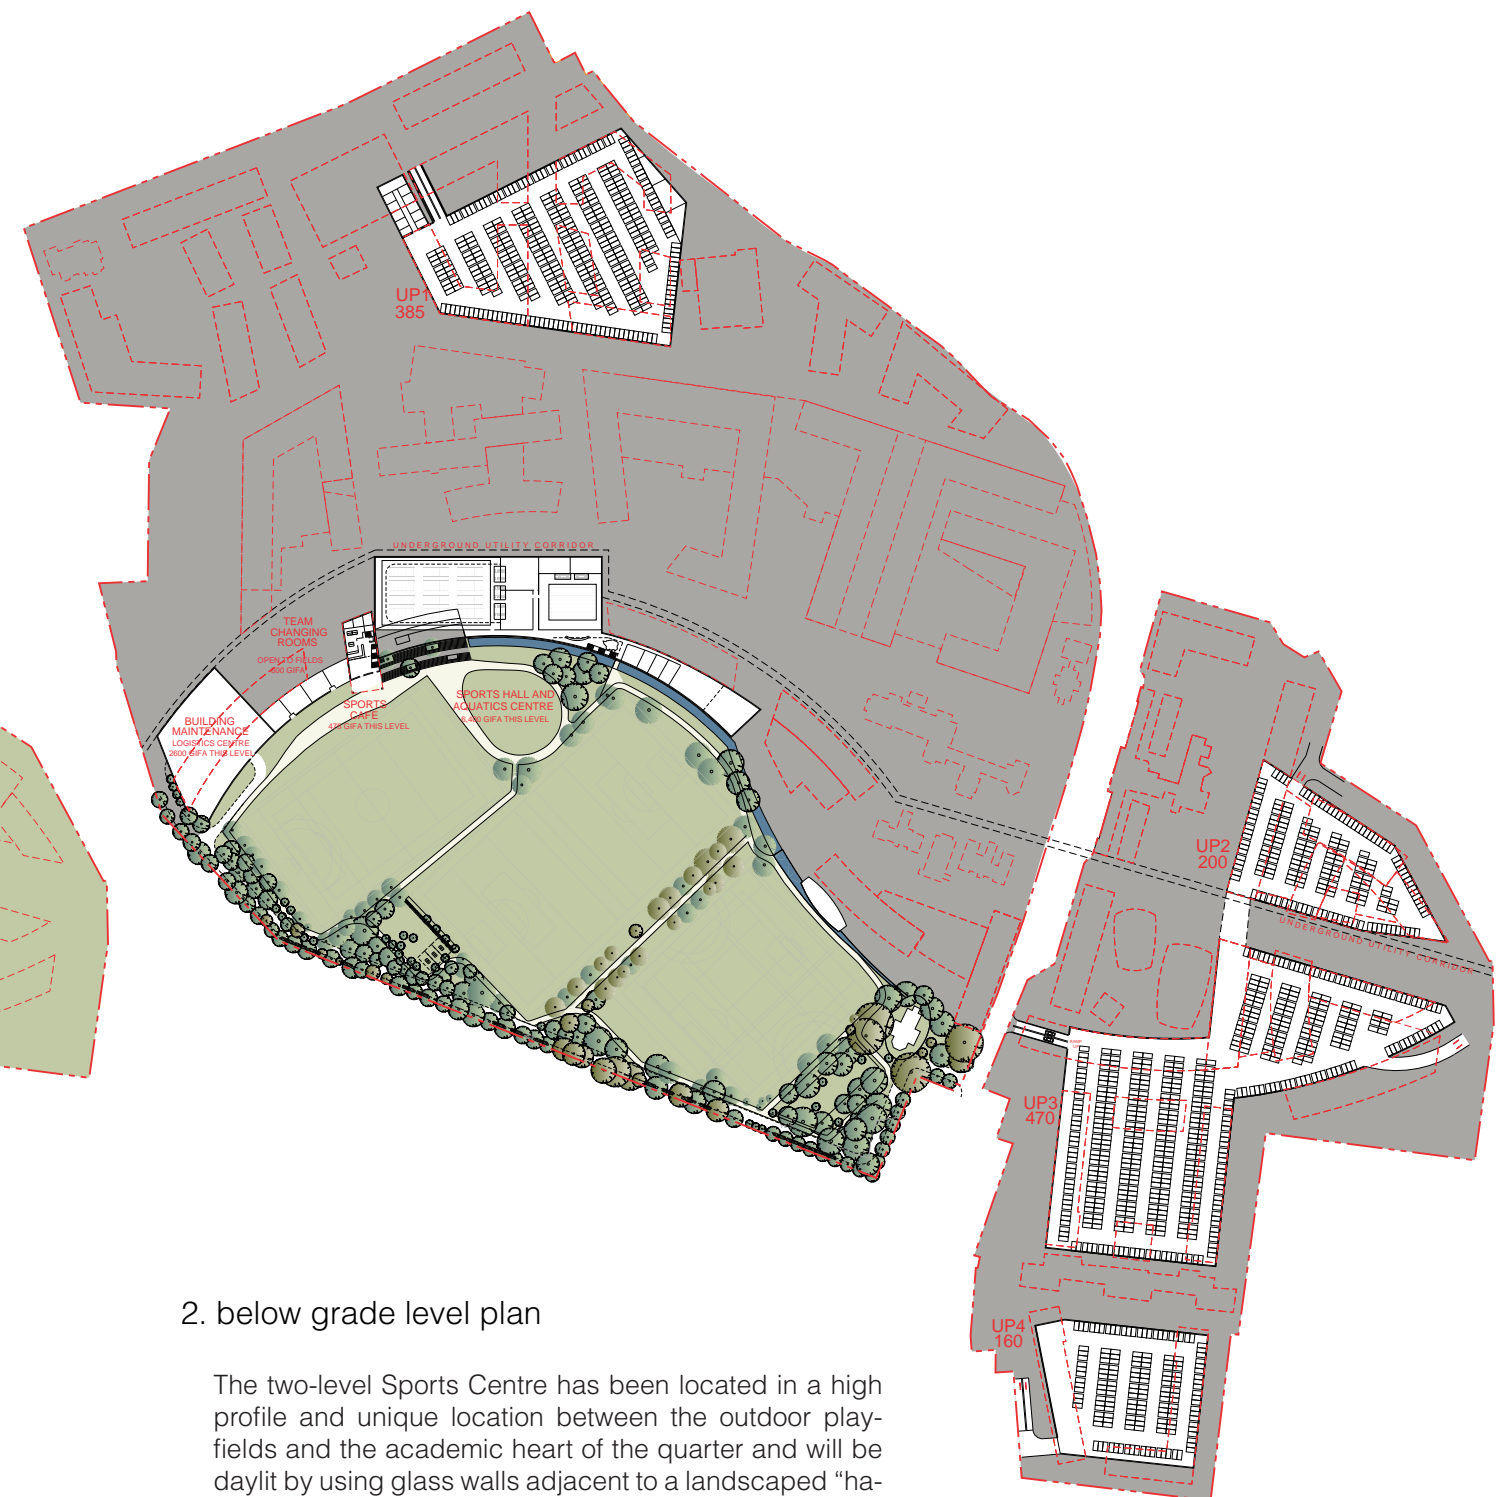 UP1
385
UNDERGROUND UTILITY CORRIDOR
TEAM
CHANGING
ROOMS
OPEN TO FIELDS
600 GIFA
SPORTS HALL AND
AQUATICS CENTRE
6,400 GIFA THIS LEVEL
SPORTS
CAFE
475 GIFA THIS LEVEL
BUILDING
MAINTENANCE
LOGISTICS CENTRE
2600 GIFA THIS LEVEL
UP2
200
UNDERGROUND UTILITY CORRIDOR
UP3
470
UP4
160
2. below grade level plan
The two-level Sports Centre has been located in a high
profile and unique location between the outdoor play-
fields and the academic heart of the quarter and will be
daylit by using glass walls adjacent to a landscaped “ha-